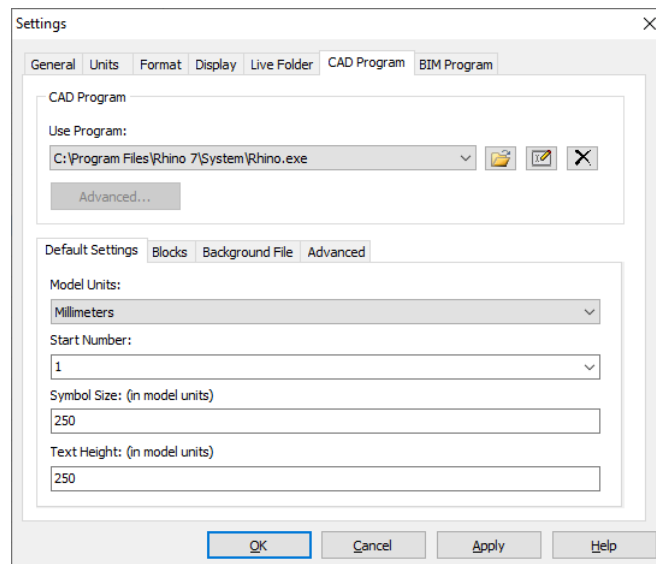 Settings
General Units Format Display Live Folder CAD Program BIM Program
CAD Program
Use Program:
C:\Program Files\Rhino 7\System\Rhino.exe
Advanced...
Default Settings Blocks Background File Advanced
Model Units:
Millimeters
Start Number:
1
Symbol Size: (in model units)
250
Text Height: (in model units)
250
OK Cancel Apply Help